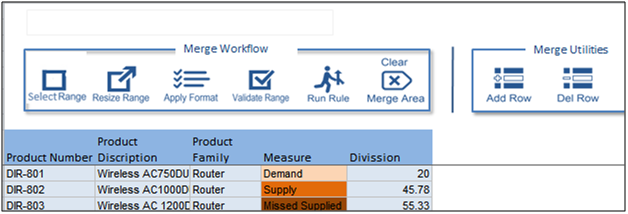 Merge Workflow
Clear
Merge Utilities
Select Range
Resize Range
Apply Format
Validate Range
Run Rule
Merge Area
Add Row
Del Row
Product Number
Product Discription
Product Family
Measure
Divission
DIR-801 Wireless AC750DU Router Demand 20
DIR-802 Wireless AC1000D Router Supply 45.78
DIR-803 Wireless AC 1200D Router Missed Supplied 55.33